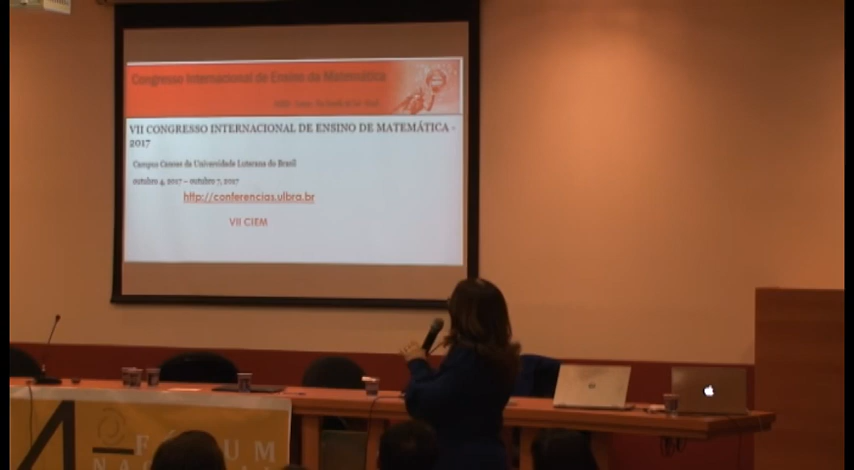 Congresso Internacional de Ensino da Matemática
VII CONGRESSO INTERNACIONAL DE ENSINO DE MATEMÁTICA -
2017
Campus Canoas da Universidade Luterana do Brasil
outubro 4, 2017 – outubro 7, 2017
http://conferencias.ulbra.br
VII CIEM
4
FÓRUM